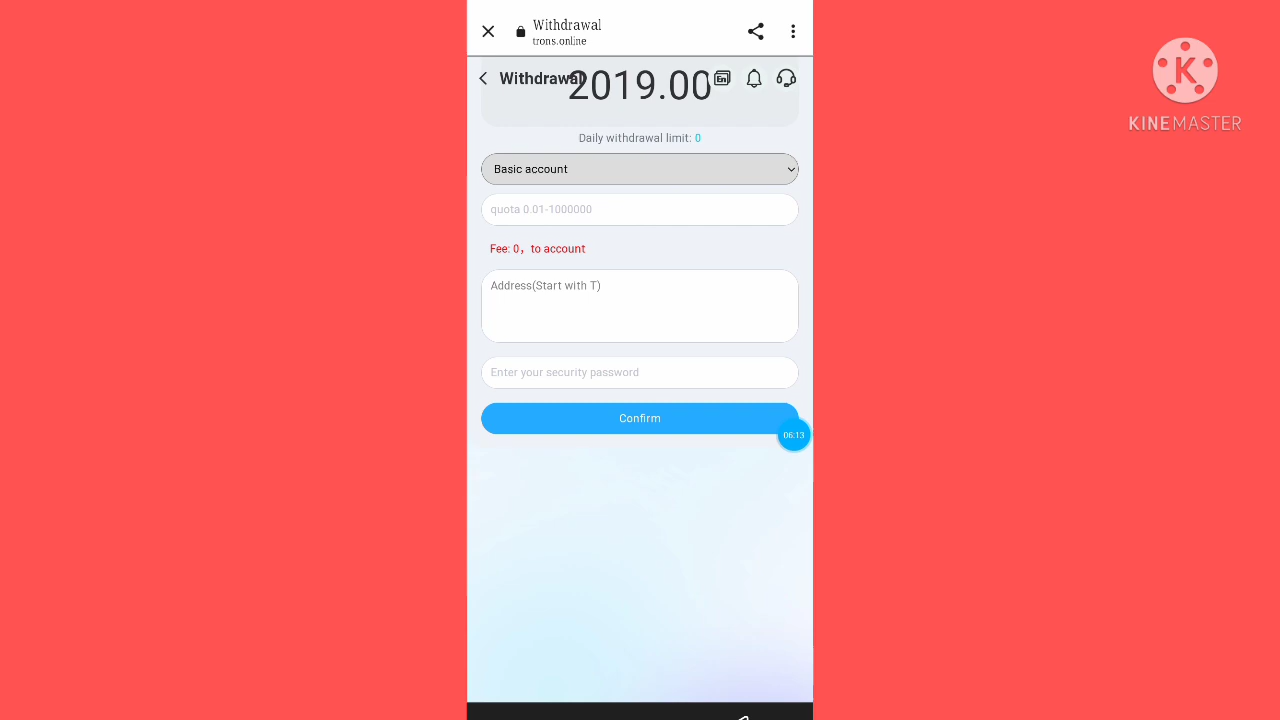 Withdrawal
trons.online
Withdrawal
2019.00
En
Daily withdrawal limit: 0
Basic account
quota 0.01-1000000
Fee: 0，to account
Address(Start with T)
Enter your security password
Confirm
06:13
K
KINEMASTER